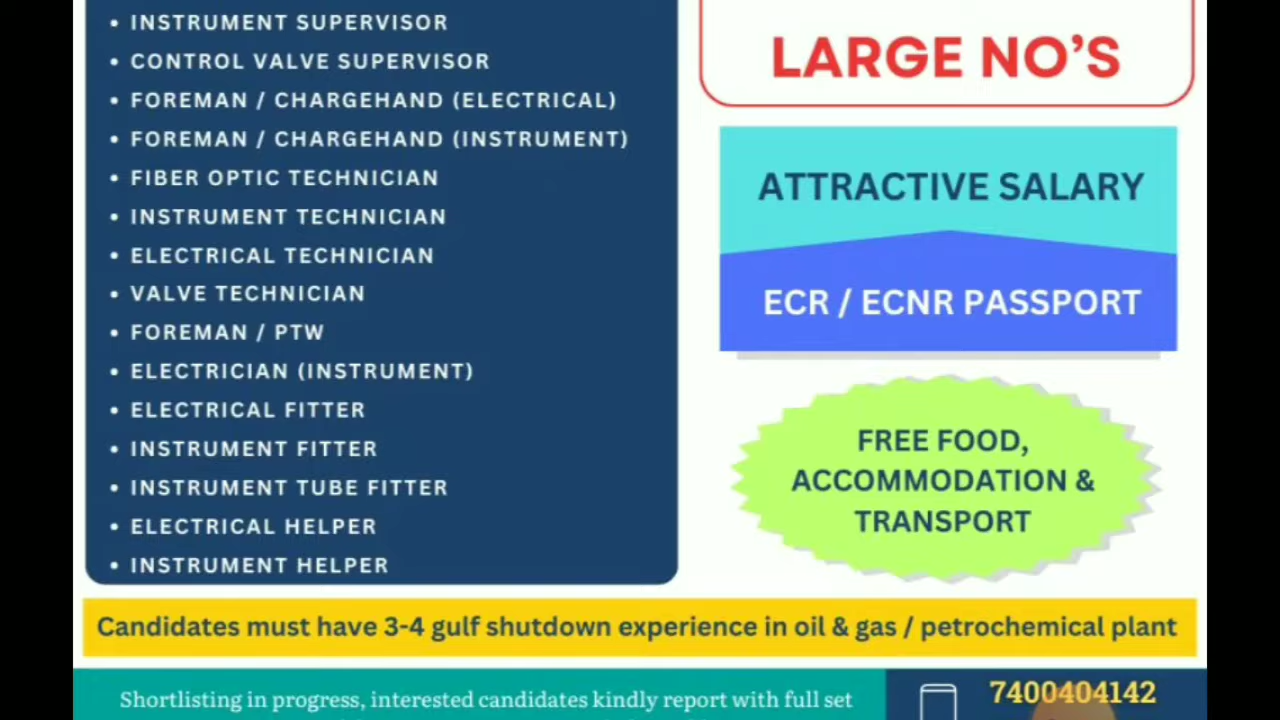 INSTRUMENT SUPERVISOR
CONTROL VALVE SUPERVISOR
FOREMAN / CHARGEHAND (ELECTRICAL)
FOREMAN / CHARGEHAND (INSTRUMENT)
FIBER OPTIC TECHNICIAN
INSTRUMENT TECHNICIAN
ELECTRICAL TECHNICIAN
VALVE TECHNICIAN
FOREMAN / PTW
ELECTRICIAN (INSTRUMENT)
ELECTRICAL FITTER
INSTRUMENT FITTER
INSTRUMENT TUBE FITTER
ELECTRICAL HELPER
INSTRUMENT HELPER
LARGE NO’S
ATTRACTIVE SALARY
ECR / ECNR PASSPORT
FREE FOOD,
ACCOMMODATION &
TRANSPORT
Candidates must have 3-4 gulf shutdown experience in oil & gas / petrochemical plant
Shortlisting in progress, interested candidates kindly report with full set
7400404142